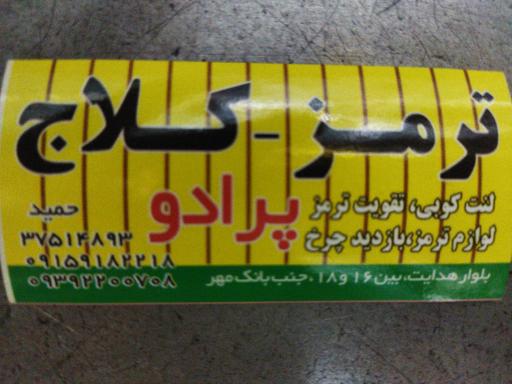 ترمز - کلاچ
پرادو
لنت کوبی، تقویت ترمز
لوازم ترمز، بازدید چرخ
حمید
۳۷۵۱۴۸۹۳
۰۹۱۵۹۱۸۲۲۱۸
۰۹۳۹۲۲۰۰۷۰۸
بلوار هدایت، بین ۱۶ و ۱۸، جنب بانک مهر